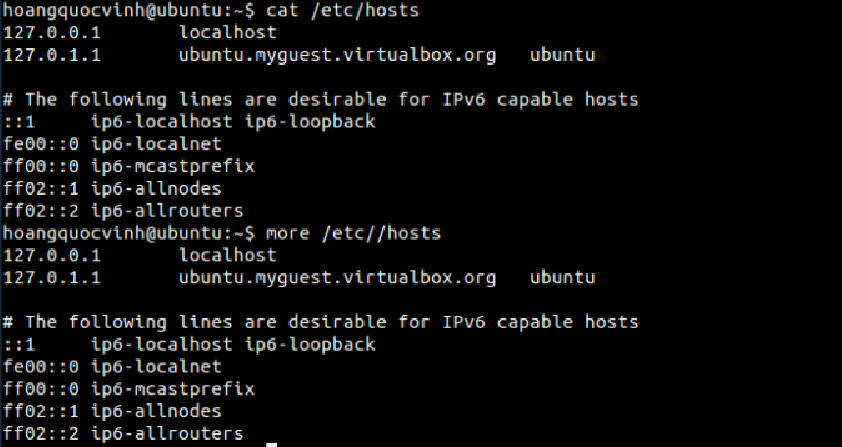 hoangquocvinh@ubuntu:~$ cat /etc/hosts
127.0.0.1       localhost
127.0.1.1       ubuntu.myguest.virtualbox.org   ubuntu

# The following lines are desirable for IPv6 capable hosts
::1     ip6-localhost ip6-loopback
fe00::0 ip6-localnet
ff00::0 ip6-mcastprefix
ff02::1 ip6-allnodes
ff02::2 ip6-allrouters
hoangquocvinh@ubuntu:~$ more /etc//hosts
127.0.0.1       localhost
127.0.1.1       ubuntu.myguest.virtualbox.org   ubuntu

# The following lines are desirable for IPv6 capable hosts
::1     ip6-localhost ip6-loopback
fe00::0 ip6-localnet
ff00::0 ip6-mcastprefix
ff02::1 ip6-allnodes
ff02::2 ip6-allrouters